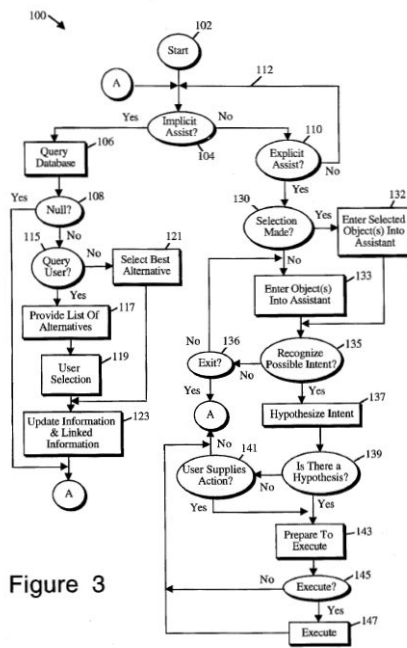 100
102
Start
A
112
Yes
Implicit
Assist?
No
104
106
Query
Database
110
Explicit
Assist?
No
Yes
Yes
Null?
108
No
115
Query
User?
No
121
Select Best
Alternative
Yes
117
Provide List Of
Alternatives
119
User
Selection
Update Information
& Linked
Information
123
A
130
Selection
Made?
Yes
132
Enter Selected
Object(s) Into
Assistant
No
Enter Object(s)
Into Assistant
133
No
136
Exit?
No
Yes
A
Recognize
Possible Intent?
135
Yes
137
Hypothesize Intent
No
141
User Supplies
Action?
Yes
No
Is There a
Hypothesis?
139
Yes
143
Prepare To
Execute
No
Execute?
145
Yes
147
Execute
Figure 3